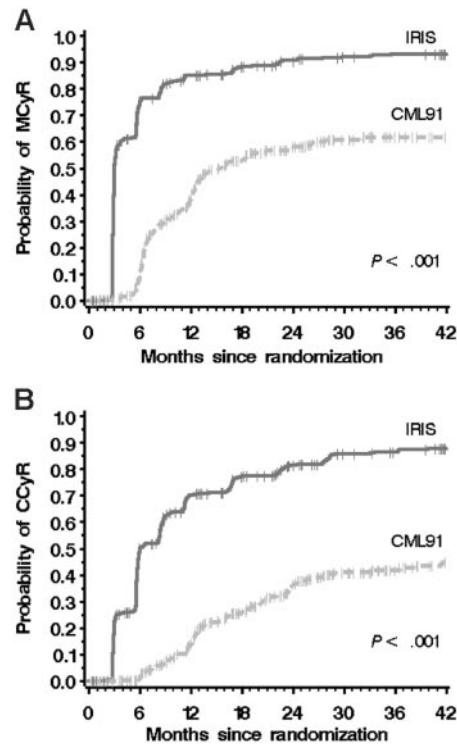 A
Probability of MCyR
1.0
0.9
0.8
0.7
0.6
0.5
0.4
0.3
0.2
0.1
0.0
IRIS
CML91
P < .001
0 6 12 18 24 30 36 42
Months since randomization
B
Probability of CCyR
1.0
0.9
0.8
0.7
0.6
0.5
0.4
0.3
0.2
0.1
0.0
IRIS
CML91
P < .001
0 6 12 18 24 30 36 42
Months since randomization